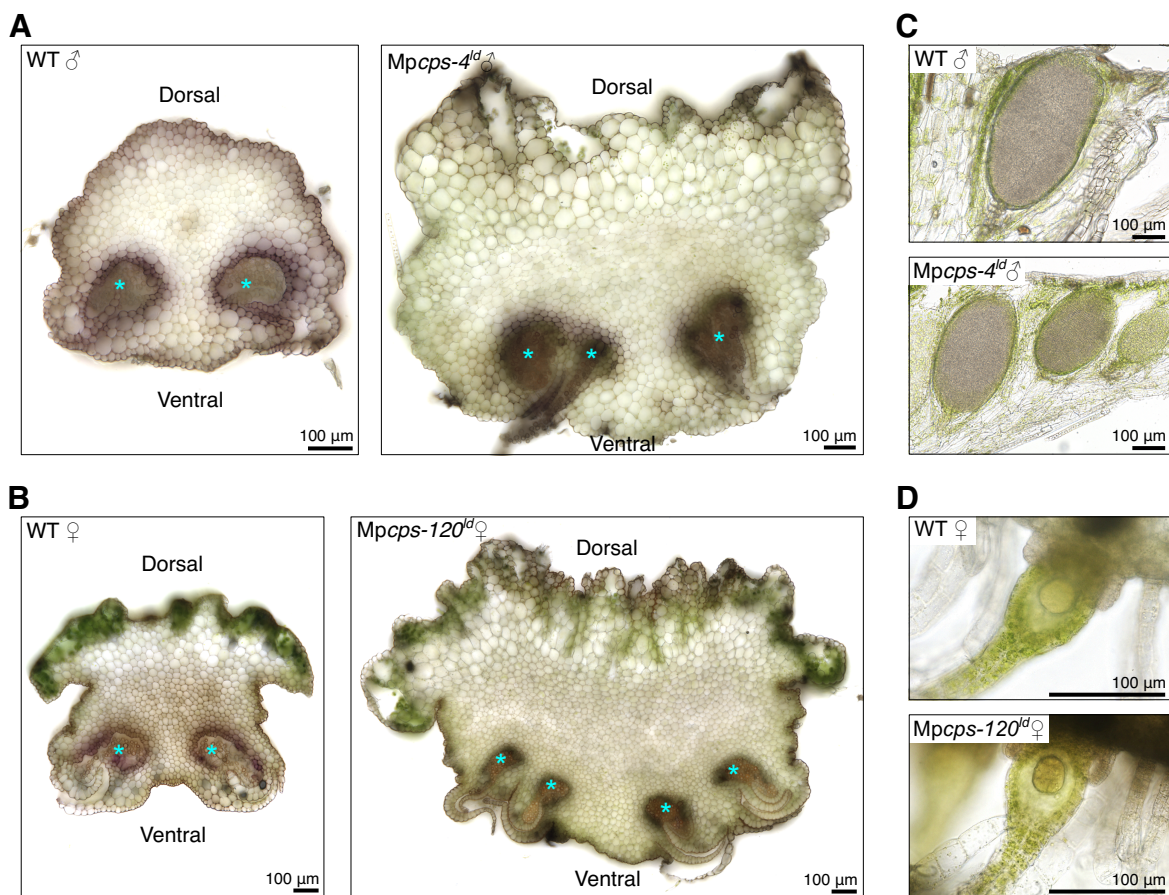 A
WT ♂
Dorsal
Ventral
100 µm
Mpcps-4ld♂
Dorsal
Ventral
100 µm
C
WT ♂
100 µm
Mpcps-4ld♂
100 µm
B
WT ♀
Dorsal
Ventral
100 µm
Mpcps-120ld♀
Dorsal
Ventral
100 µm
D
WT ♀
100 µm
Mpcps-120ld♀
100 µm